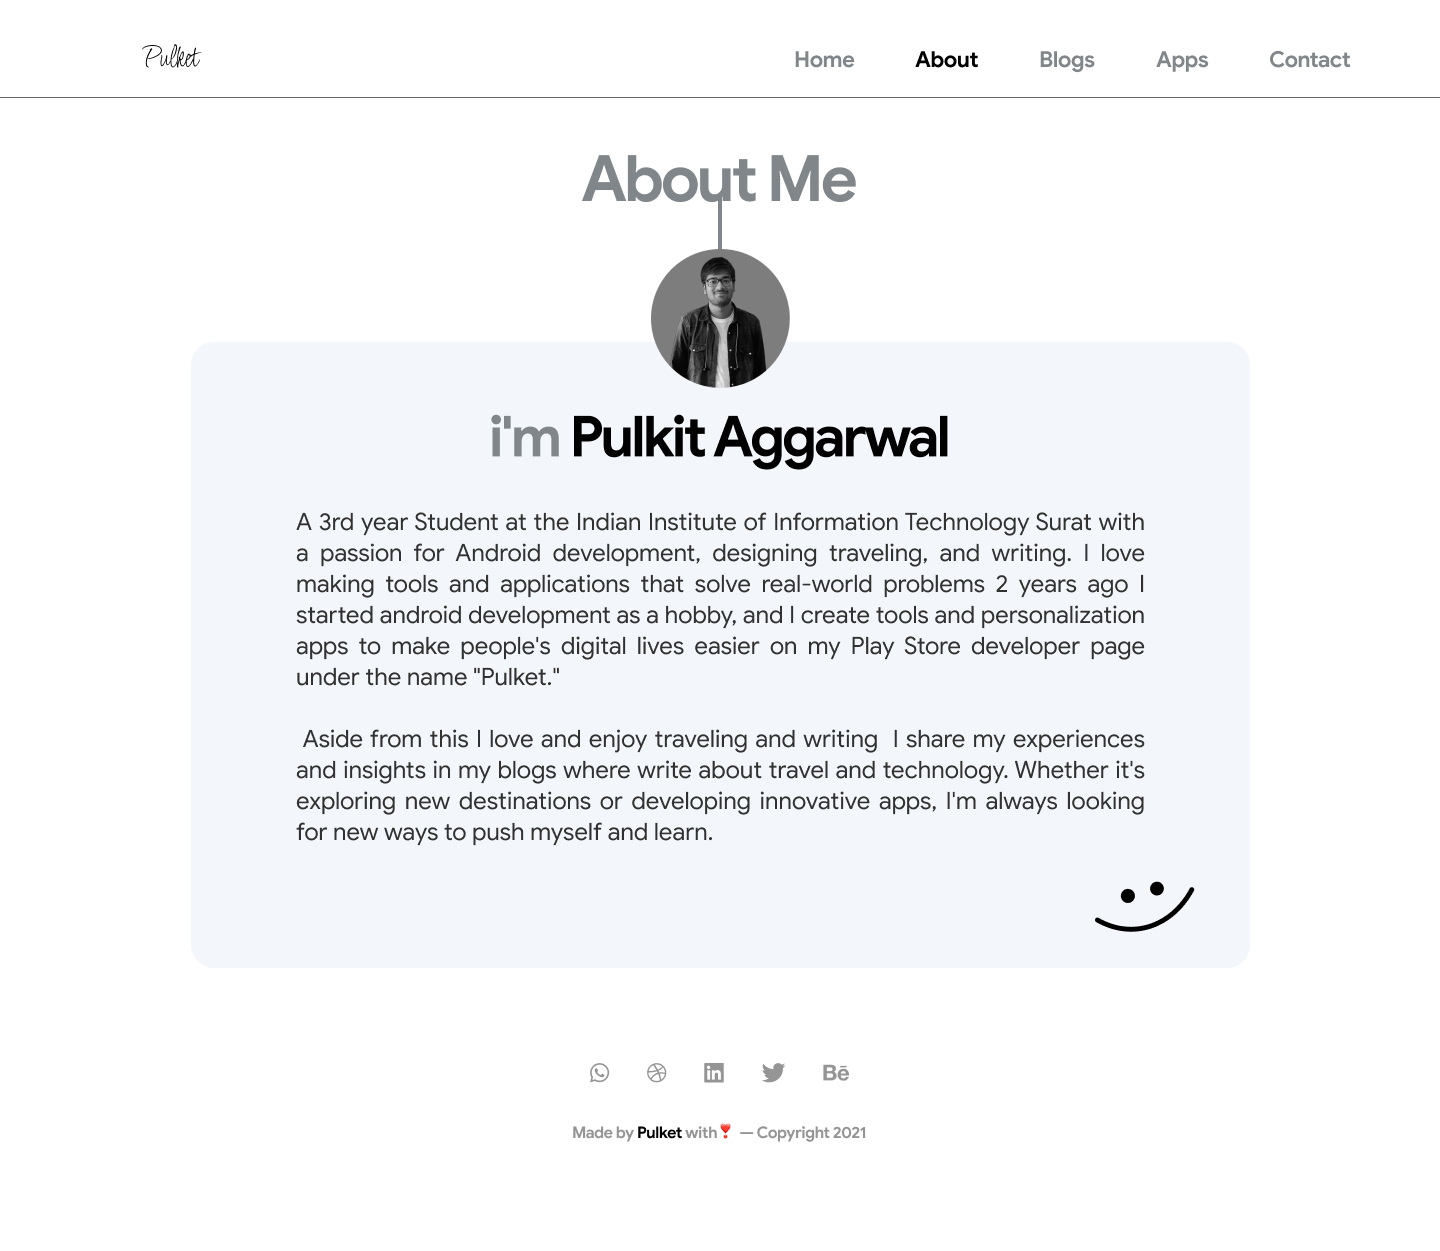 Pulket
Home About Blogs Apps Contact
About Me
i'm Pulkit Aggarwal
A 3rd year Student at the Indian Institute of Information Technology Surat with
a passion for Android development, designing traveling, and writing. I love
making tools and applications that solve real-world problems 2 years ago I
started android development as a hobby, and I create tools and personalization
apps to make people's digital lives easier on my Play Store developer page
under the name "Pulket."
Aside from this I love and enjoy traveling and writing  I share my experiences
and insights in my blogs where write about travel and technology. Whether it's
exploring new destinations or developing innovative apps, I'm always looking
for new ways to push myself and learn.
Made by Pulket with❣️ — Copyright 2021